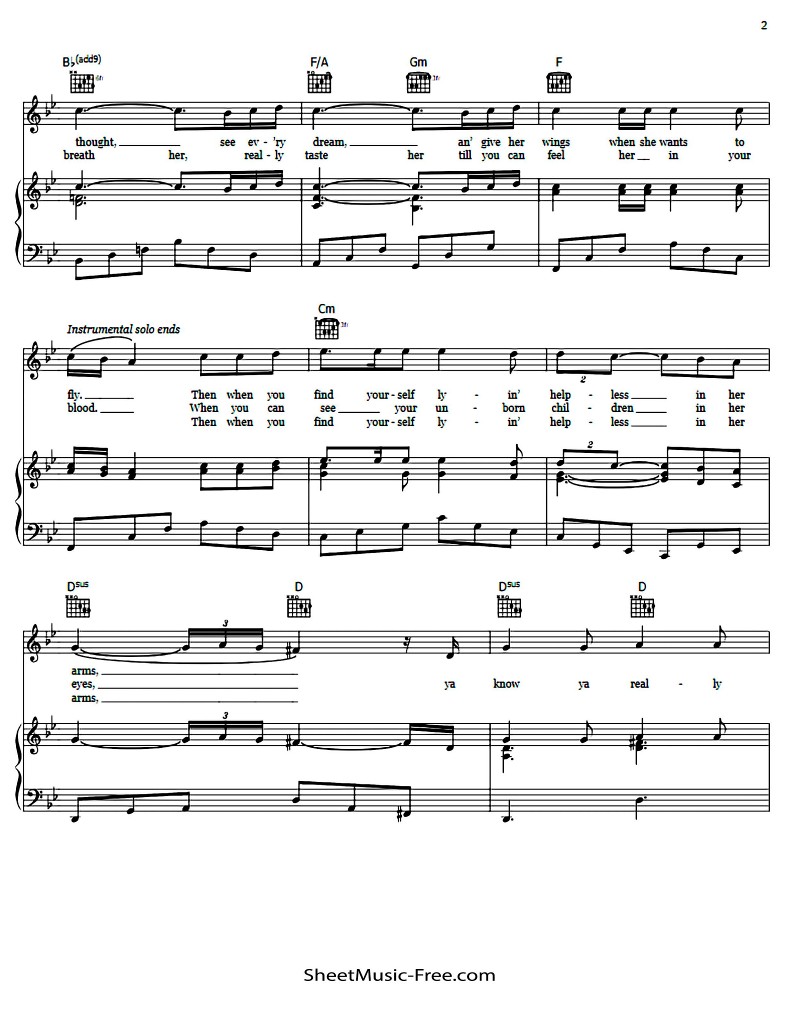 2
B♭(add9) F/A Gm F
thought, see ev - 'ry dream, an' give her wings when she wants to
breath her, real - ly taste her till you can feel her in your
Instrumental solo ends
Cm
fly. Then when you find your - self ly - in' help - less in her
blood. When you can see your un - born chil - dren in her
Then when you find your - self ly - in' help - less in her
2
2
Dsus D Dsus D
3
arms,
eyes, ya know ya real - ly
arms,
3
SheetMusic-Free.com